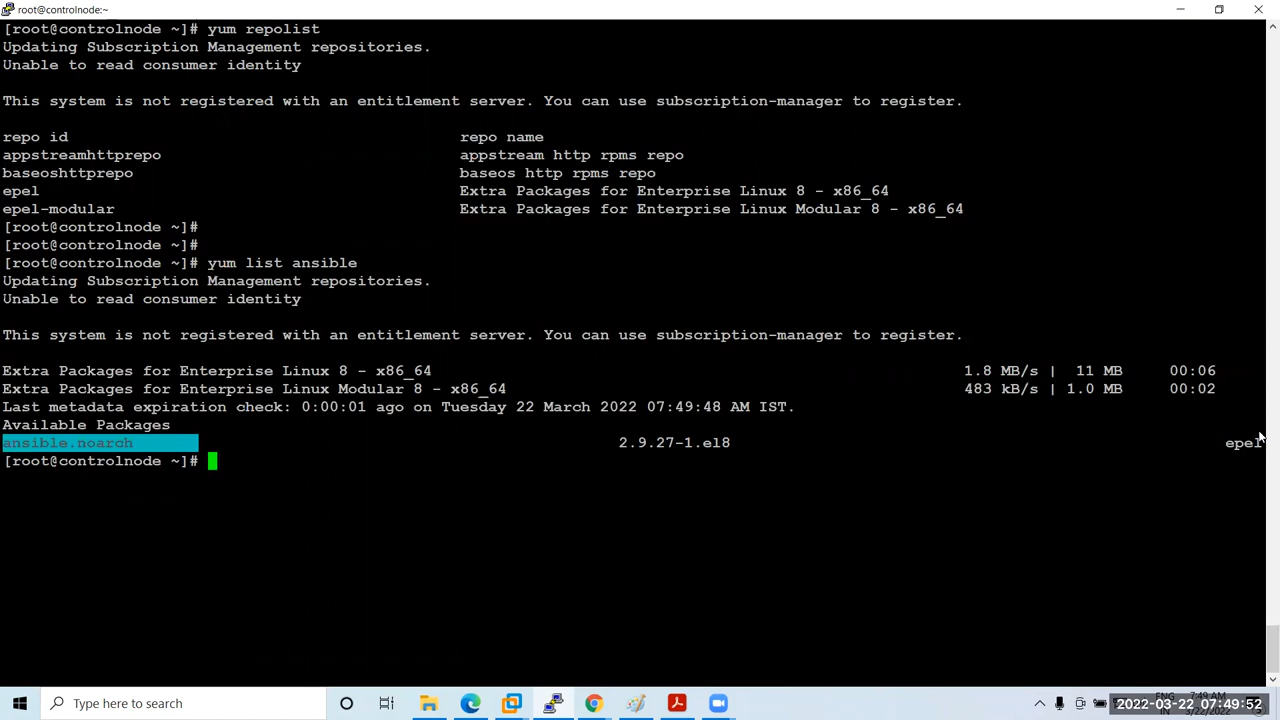 root@controlnode:~
[root@controlnode ~]# yum repolist
Updating Subscription Management repositories.
Unable to read consumer identity
This system is not registered with an entitlement server. You can use subscription-manager to register.
repo id repo name
appstreamhttprepo appstream http rpms repo
baseoshttprepo baseos http rpms repo
epel Extra Packages for Enterprise Linux 8 - x86_64
epel-modular Extra Packages for Enterprise Linux Modular 8 - x86_64
[root@controlnode ~]#
[root@controlnode ~]#
[root@controlnode ~]# yum list ansible
Updating Subscription Management repositories.
Unable to read consumer identity
This system is not registered with an entitlement server. You can use subscription-manager to register.
Extra Packages for Enterprise Linux 8 - x86_64 1.8 MB/s | 11 MB 00:06
Extra Packages for Enterprise Linux Modular 8 - x86_64 483 kB/s | 1.0 MB 00:02
Last metadata expiration check: 0:00:01 ago on Tuesday 22 March 2022 07:49:48 AM IST.
Available Packages
ansible.noarch 2.9.27-1.el8 epel
[root@controlnode ~]#
Type here to search
ENG 7:49 AM
2022-03-22 07:49:52